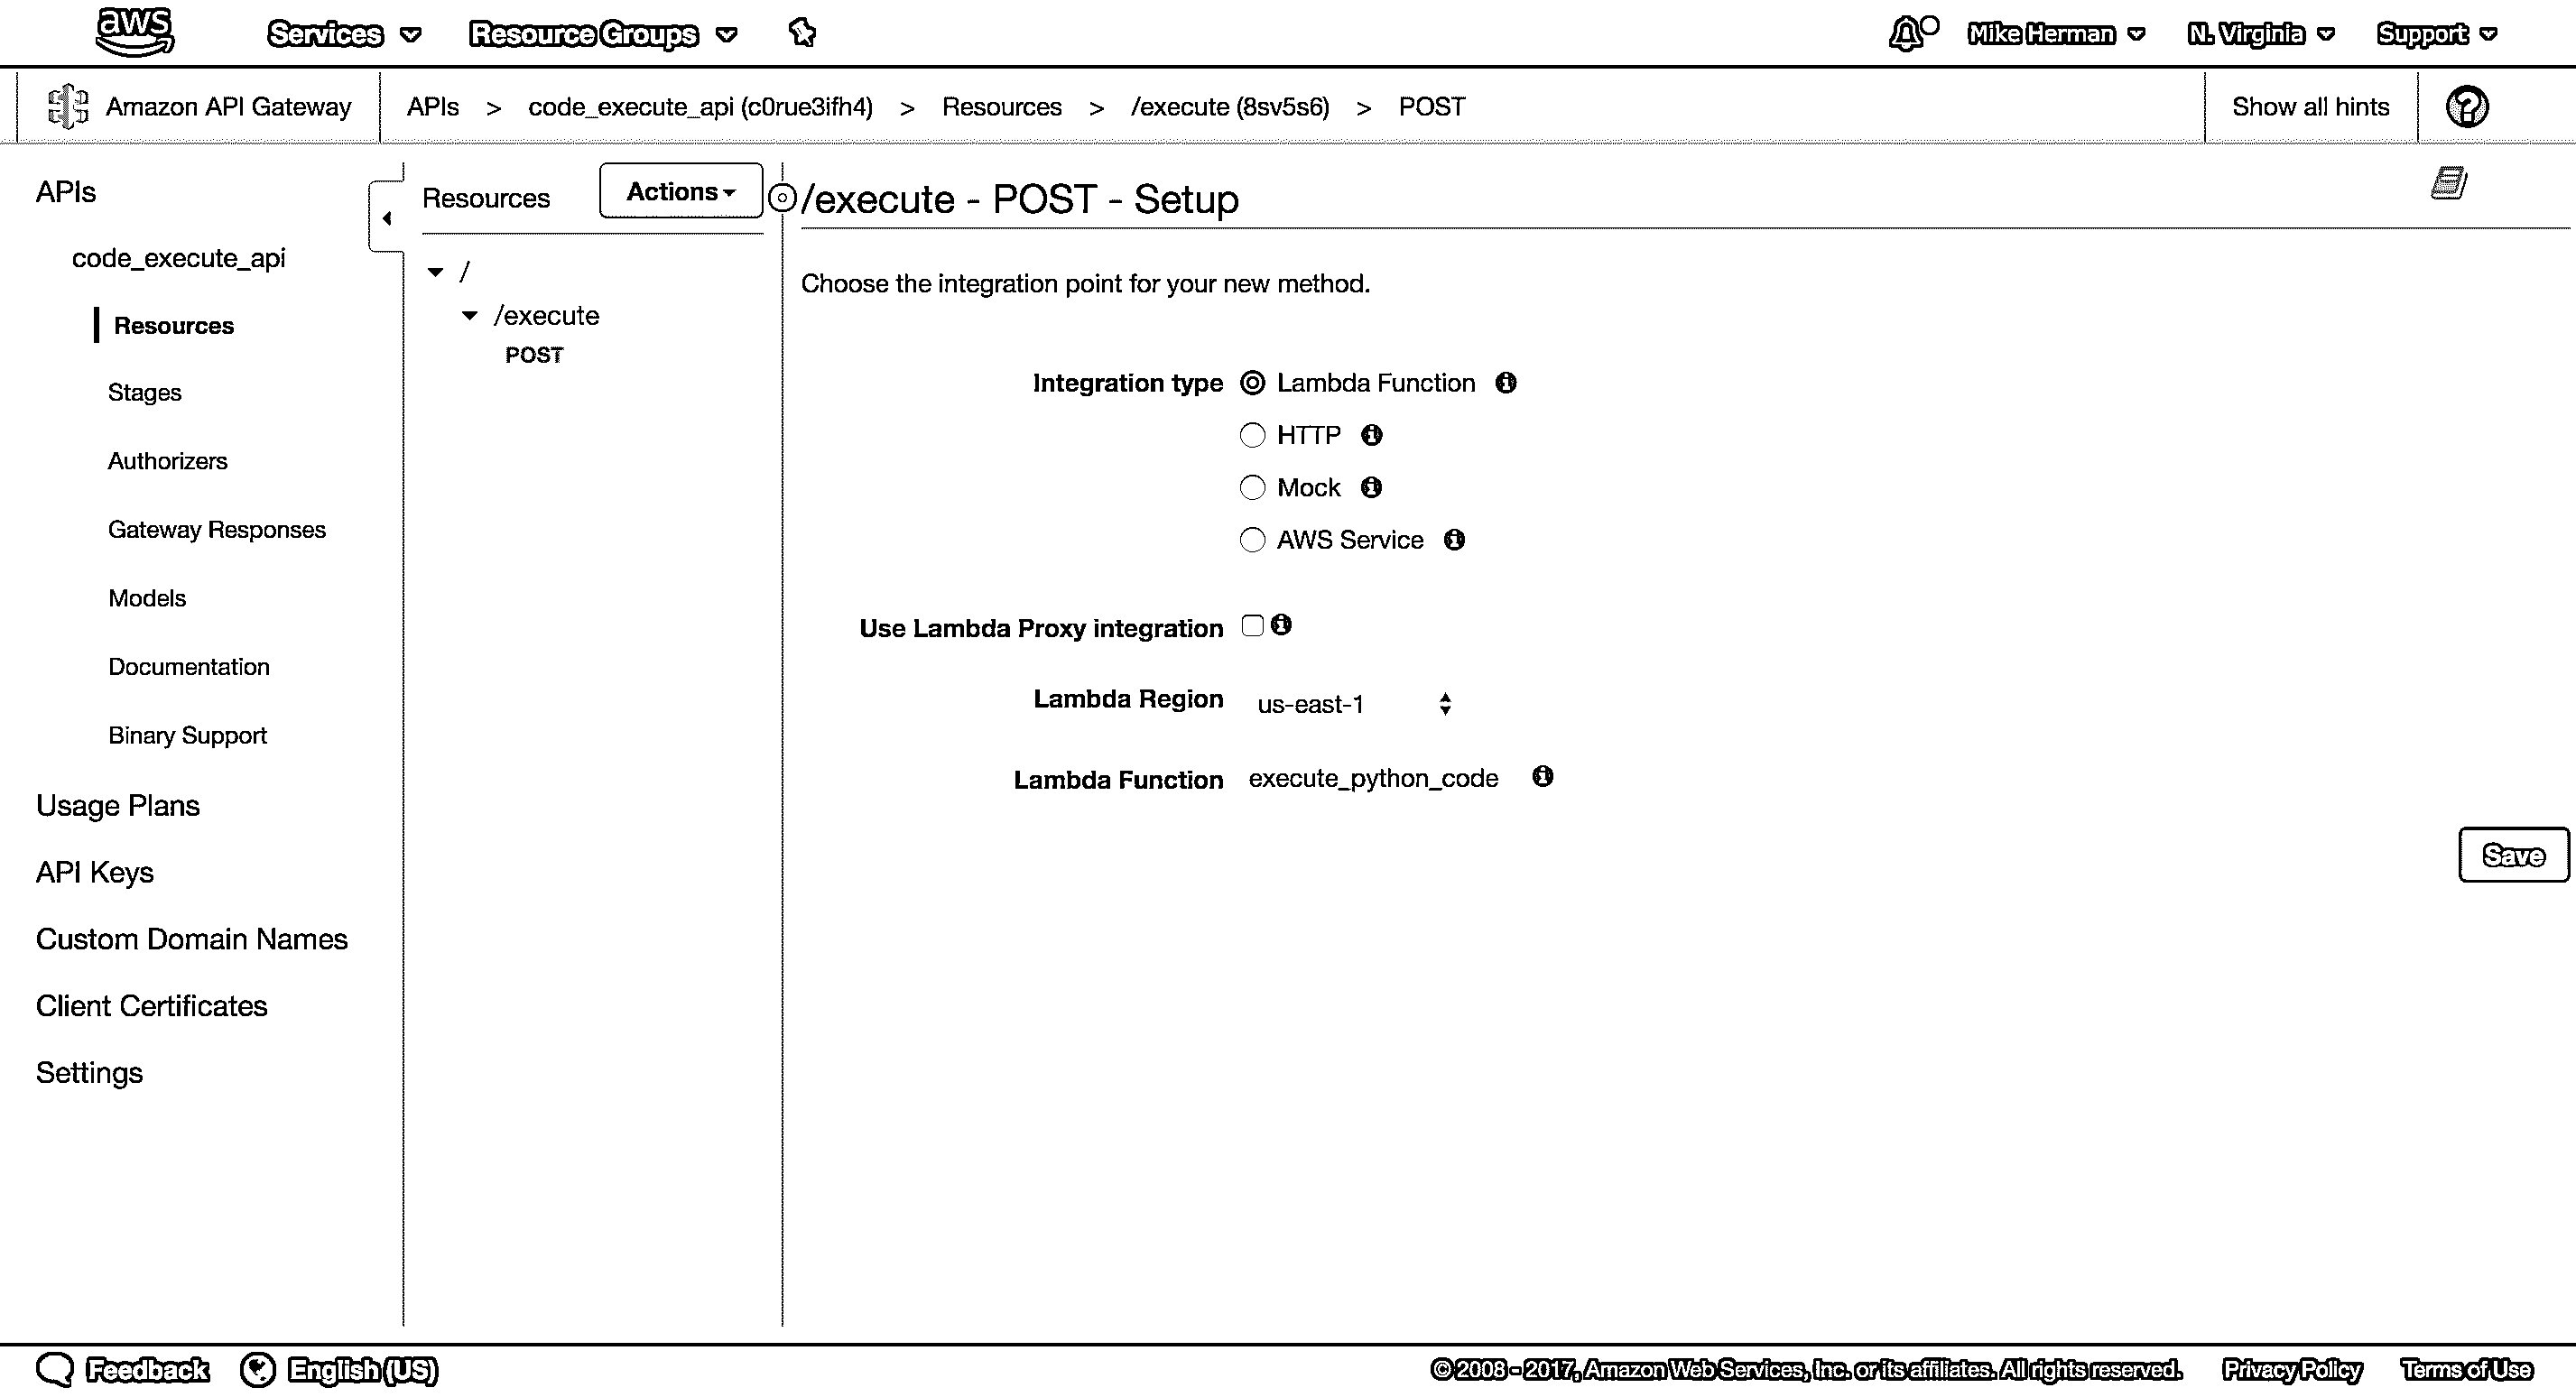 aws Services Resource Groups Mike Herman N. Virginia Support
Amazon API Gateway APIs > code_execute_api (c0rue3ifh4) > Resources > /execute (8sv5s6) > POST Show all hints
APIs
code_execute_api
Resources
Stages
Authorizers
Gateway Responses
Models
Documentation
Binary Support
Usage Plans
API Keys
Custom Domain Names
Client Certificates
Settings
Resources Actions
/
/execute
POST
/execute - POST - Setup
Choose the integration point for your new method.
Integration type Lambda Function
HTTP
Mock
AWS Service
Use Lambda Proxy integration
Lambda Region us-east-1
Lambda Function execute_python_code
Save
Feedback English (US) © 2008 - 2017, Amazon Web Services, Inc. or its affiliates. All rights reserved. Privacy Policy Terms of Use